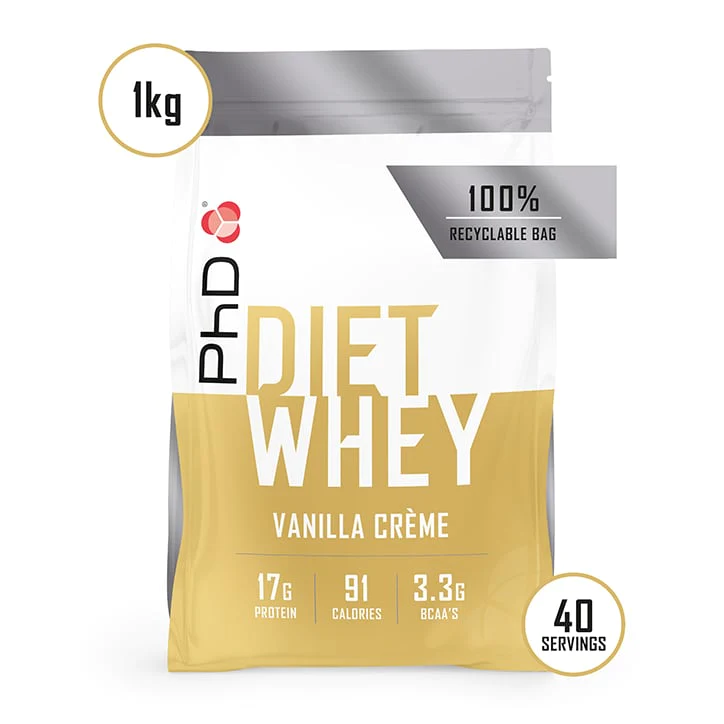 1kg
100%
RECYCLABLE BAG
®
PhD
DIET
WHEY
VANILLA CRÈME
17G
PROTEIN
91
CALORIES
3.3G
BCAA'S
40
SERVINGS